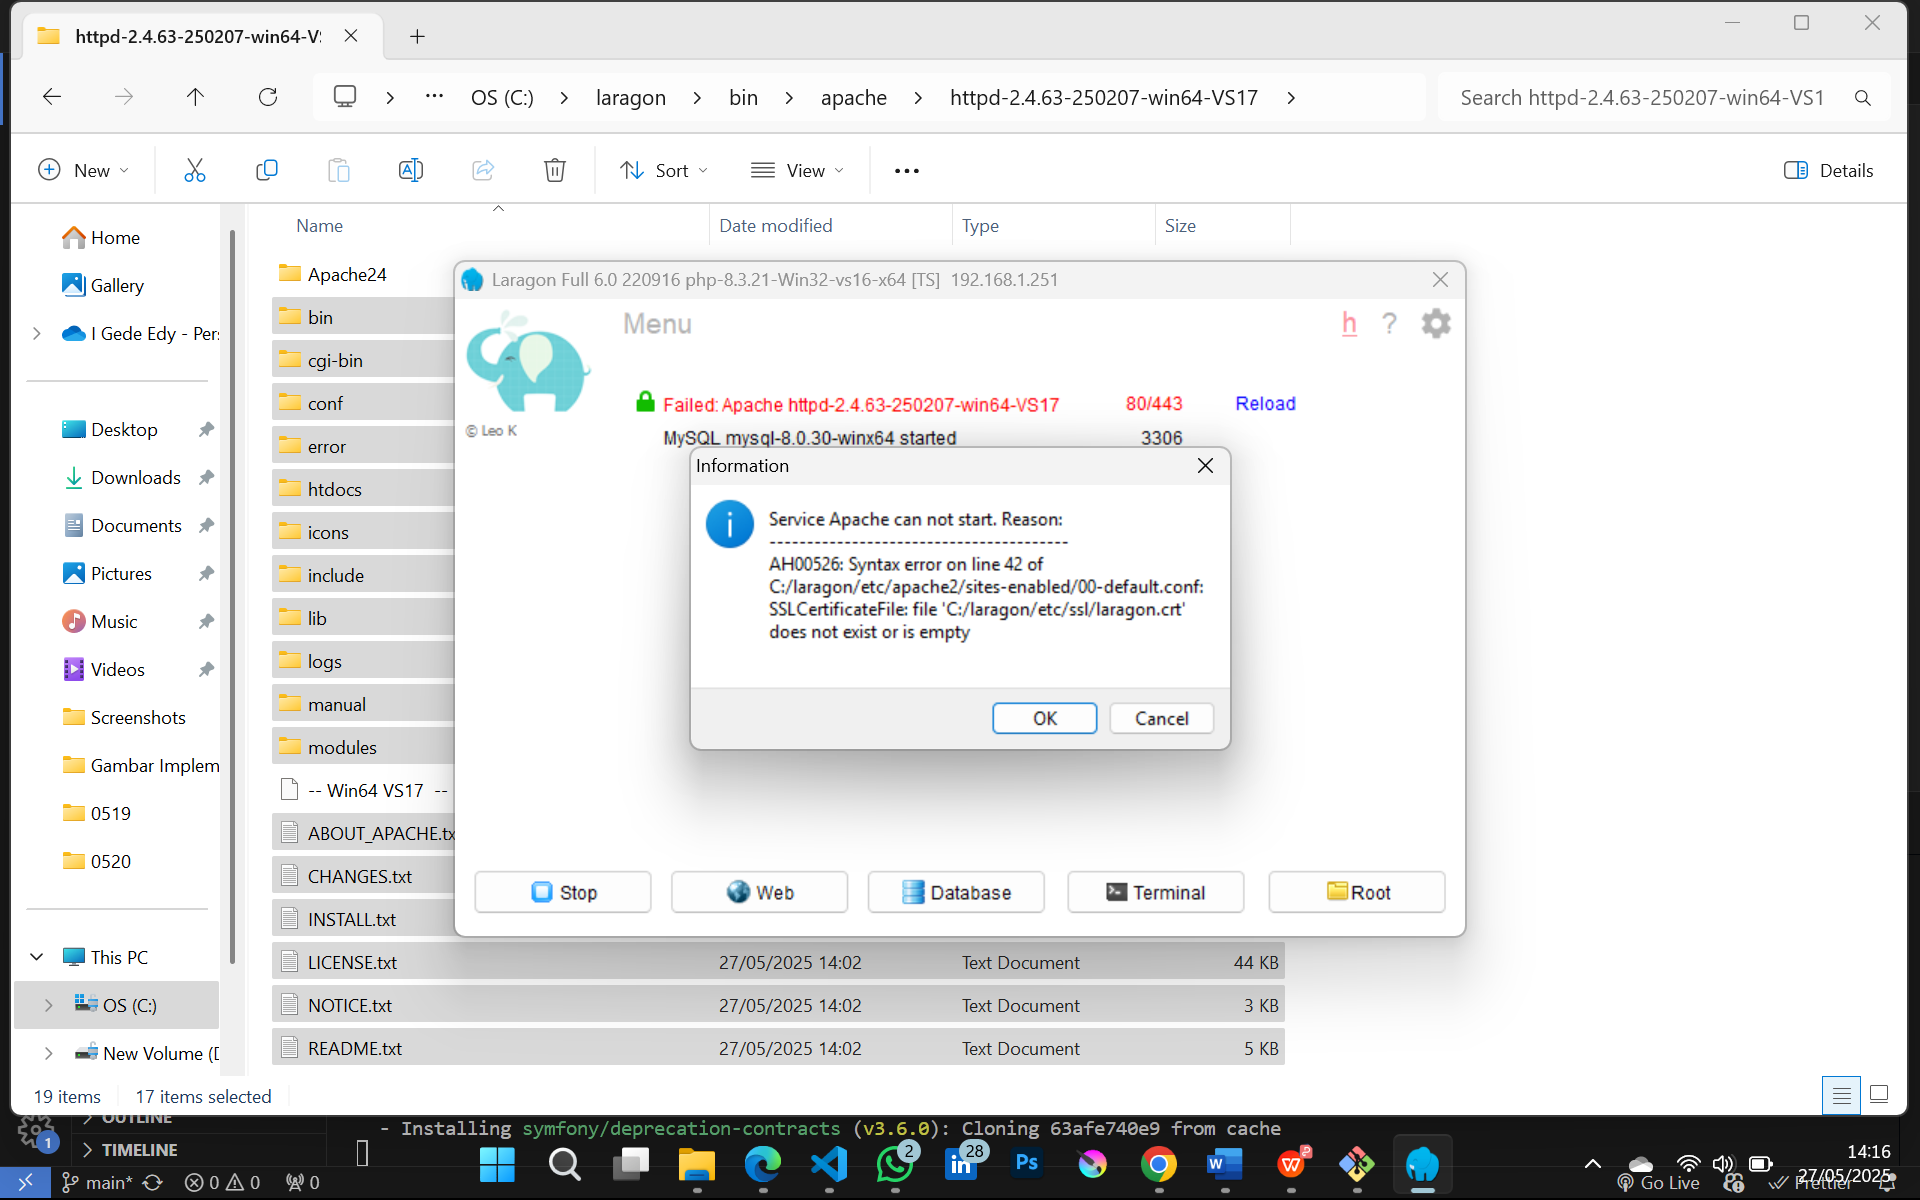 httpd-2.4.63-250207-win64-VS
OS (C:)
laragon
bin
apache
httpd-2.4.63-250207-win64-VS17
Search httpd-2.4.63-250207-win64-VS1
New
Sort
View
Details
Name
Date modified
Type
Size
Home
Gallery
I Gede Edy - Per
Desktop
Downloads
Documents
Pictures
Music
Videos
Screenshots
Gambar Implem
0519
0520
This PC
OS (C:)
New Volume (D
Apache24
bin
cgi-bin
conf
error
htdocs
icons
include
lib
logs
manual
modules
-- Win64 VS17 --
ABOUT_APACHE.tx
CHANGES.txt
INSTALL.txt
LICENSE.txt 27/05/2025 14:02 Text Document 44 KB
NOTICE.txt 27/05/2025 14:02 Text Document 3 KB
README.txt 27/05/2025 14:02 Text Document 5 KB
Laragon Full 6.0 220916 php-8.3.21-Win32-vs16-x64 [TS] 192.168.1.251
Menu
h ?
© Leo K
Failed: Apache httpd-2.4.63-250207-win64-VS17 80/443 Reload
MySQL mysql-8.0.30-winx64 started 3306
Information
Service Apache can not start. Reason:
----------------------------------------
AH00526: Syntax error on line 42 of
C:/laragon/etc/apache2/sites-enabled/00-default.conf:
SSLCertificateFile: file 'C:/laragon/etc/ssl/laragon.crt'
does not exist or is empty
OK
Cancel
Stop
Web
Database
Terminal
Root
19 items
17 items selected
OUTLINE
TIMELINE
- Installing symfony/deprecation-contracts (v3.6.0): Cloning 63afe740e9 from cache
1
2
28
Ps
14:16
27/05/2025
main*
0
0
0
Go Live
Prettier